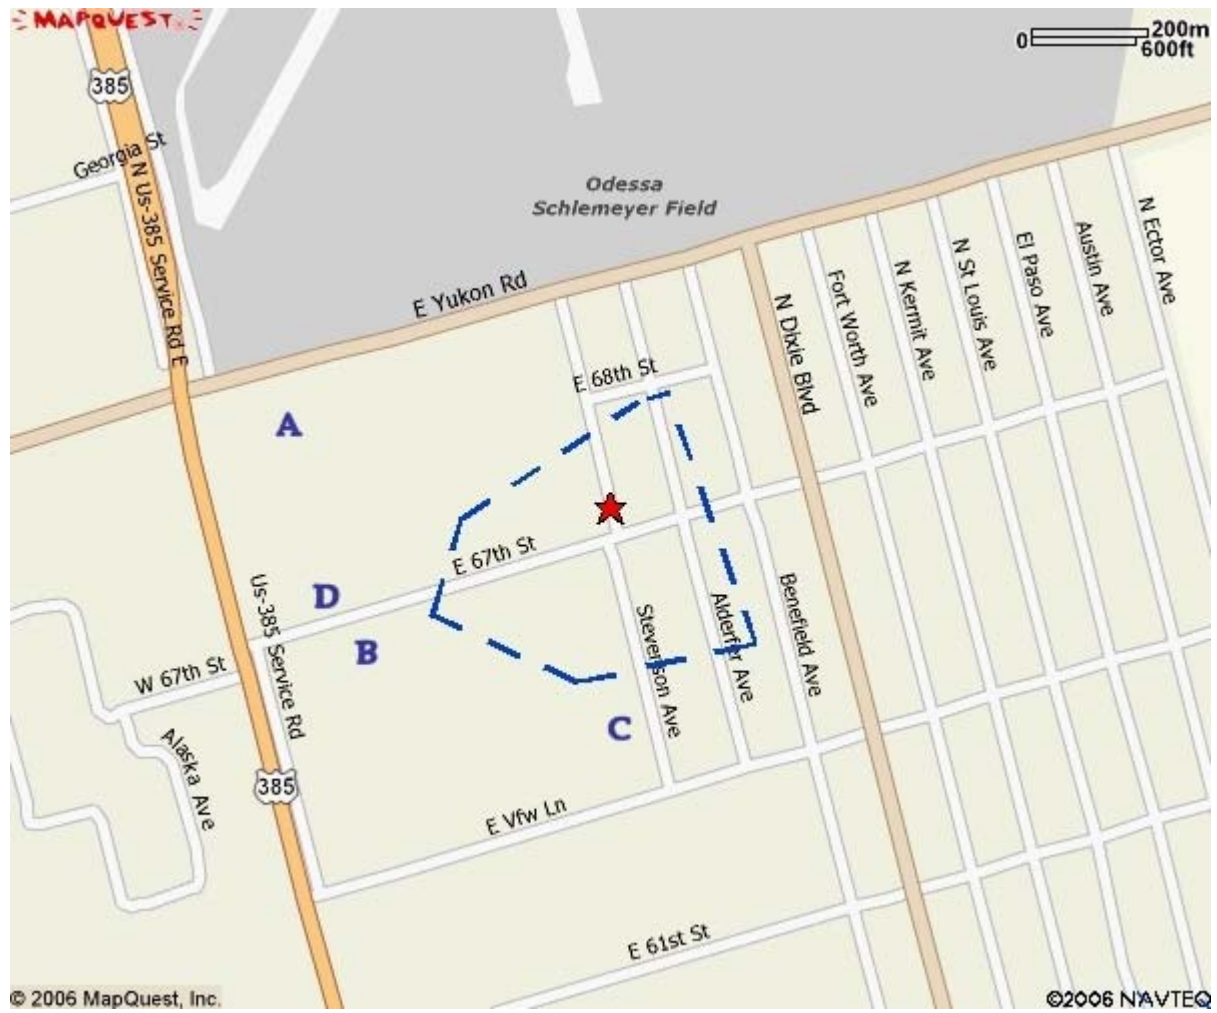 MAPQUEST
200m
0
600ft
385
Georgia St
N Us-385 Service Rd E
Odessa
Schlemeyer Field
E Yukon Rd
N Dixie Blvd
Fort Worth Ave
N Kermit Ave
N St Louis Ave
El Paso Ave
Austin Ave
N Ector Ave
E 68th St
A
E 67th St
D
B
Us-385 Service Rd
W 67th St
Alaska Ave
Stevenson Ave
Alderfer Ave
Benefield Ave
C
385
E Vfw Ln
E 61st St
© 2006 MapQuest, Inc.
©2006 NAVTEQ